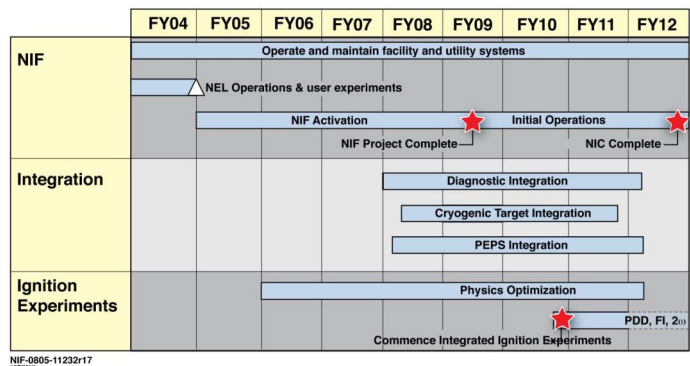 FY04 FY05 FY06 FY07 FY08 FY09 FY10 FY11 FY12
NIF
Operate and maintain facility and utility systems
NEL Operations & user experiments
NIF Activation
Initial Operations
NIF Project Complete
NIC Complete
Integration
Diagnostic Integration
Cryogenic Target Integration
PEPS Integration
Ignition
Experiments
Physics Optimization
PDD, FI, 2ω
Commence Integrated Ignition Experiments
NIF-0805-11232r17